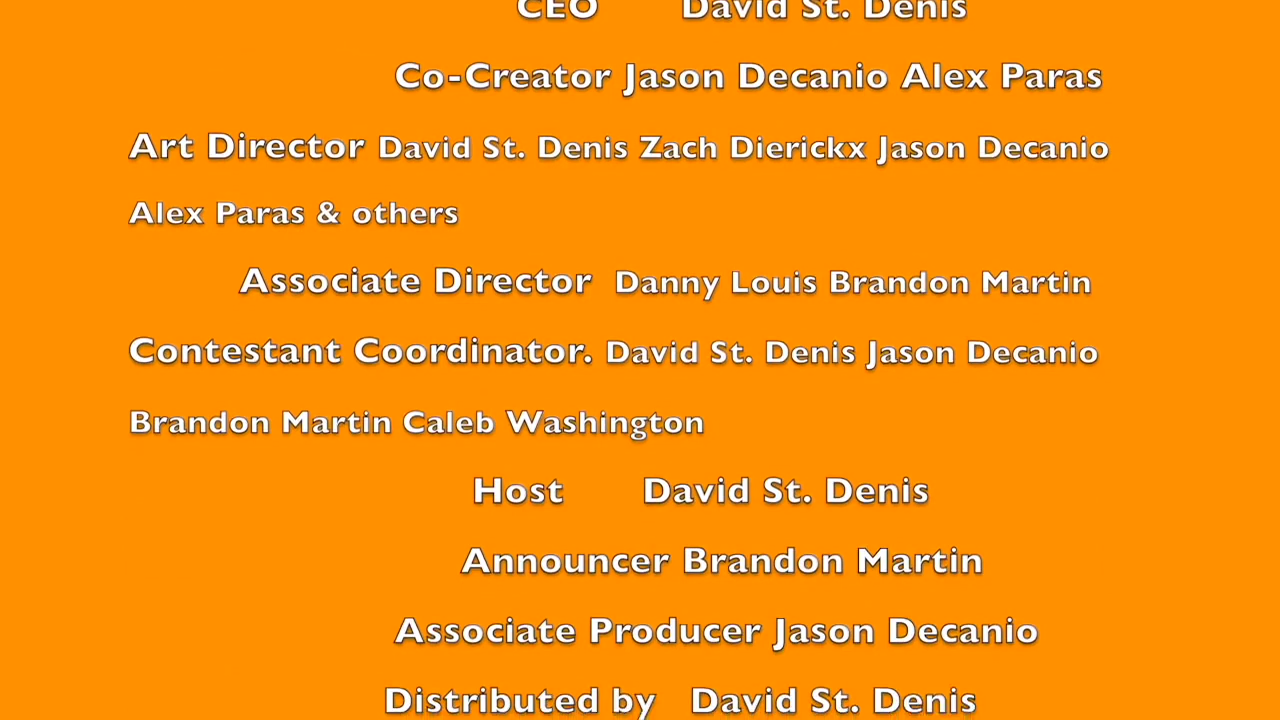 CEO David St. Denis
Co-Creator Jason Decanio Alex Paras
Art Director David St. Denis Zach Dierickx Jason Decanio
Alex Paras & others
Associate Director Danny Louis Brandon Martin
Contestant Coordinator. David St. Denis Jason Decanio
Brandon Martin Caleb Washington
Host David St. Denis
Announcer Brandon Martin
Associate Producer Jason Decanio
Distributed by David St. Denis